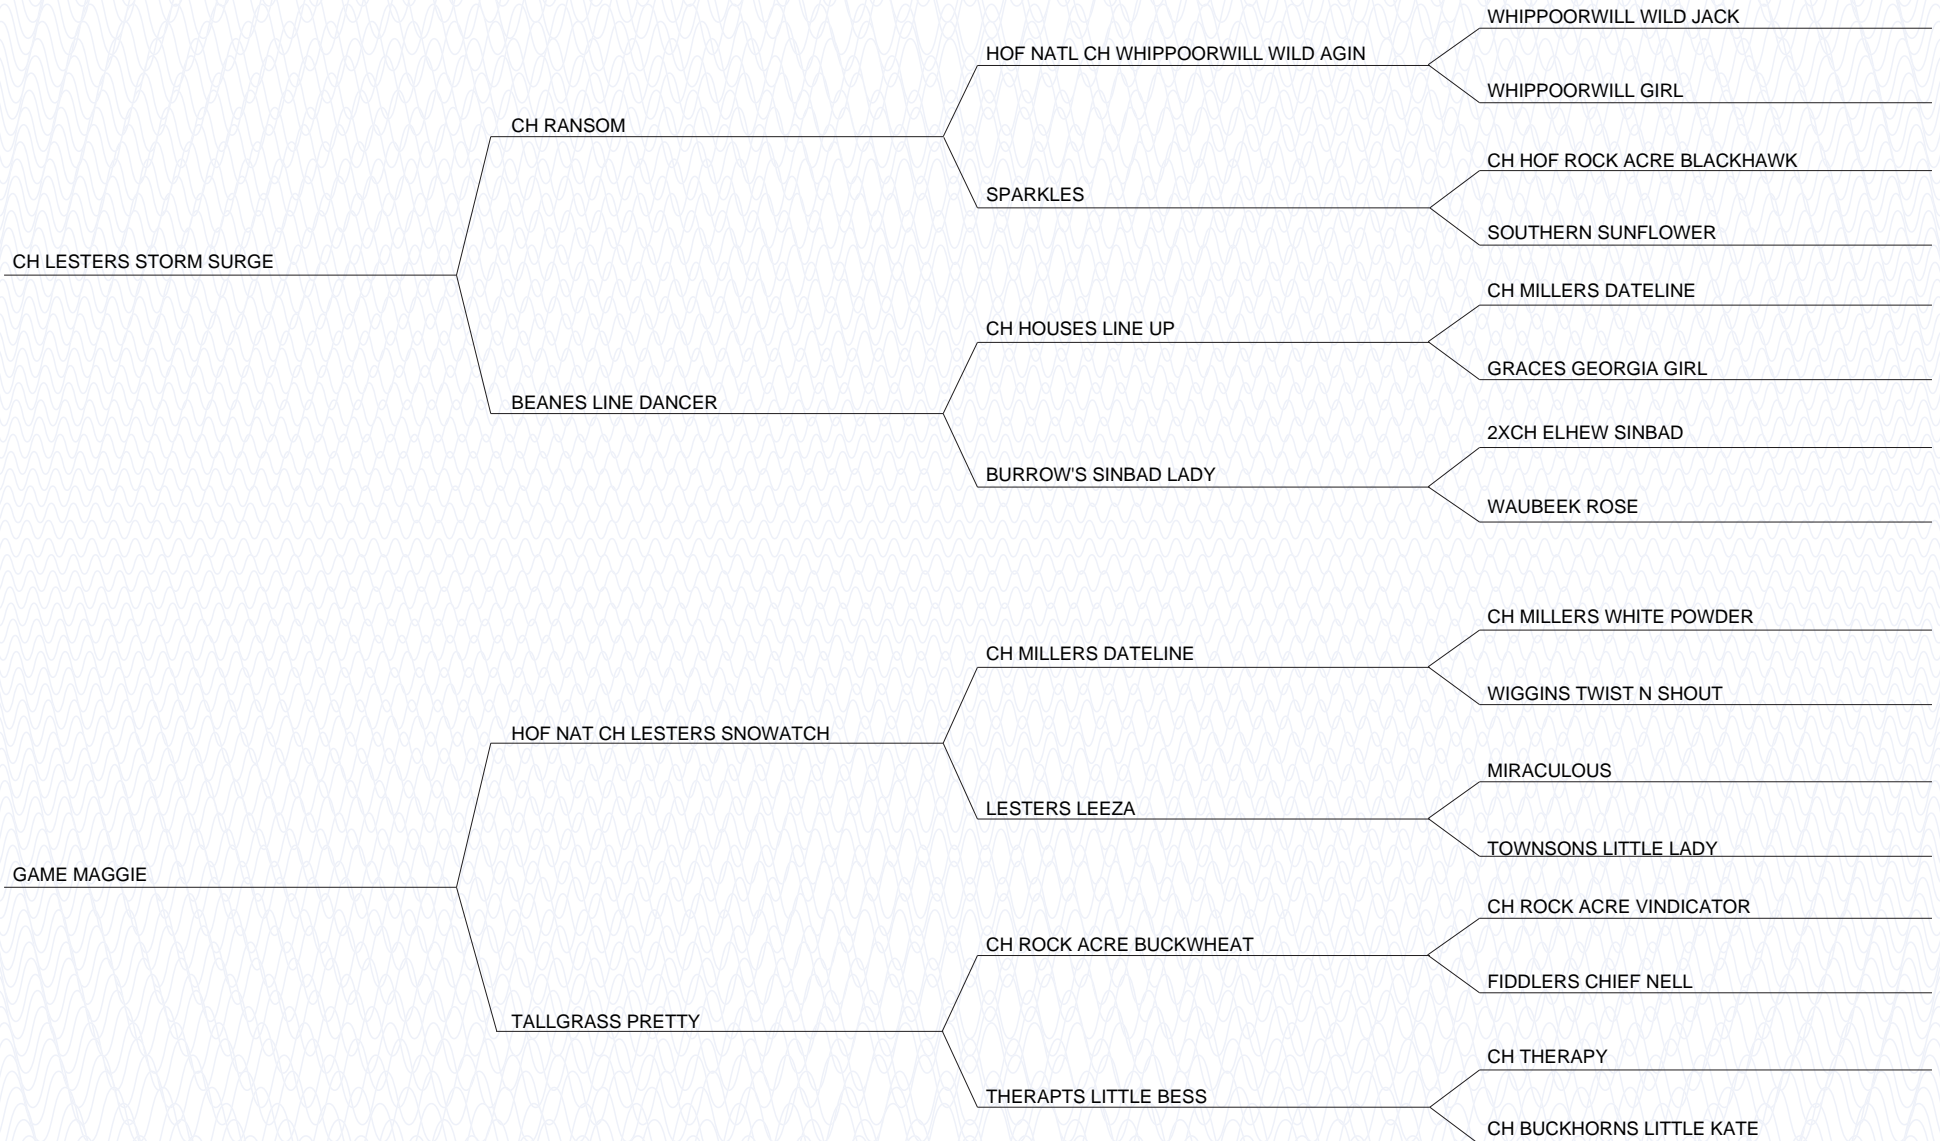 WHIPPOORWILL WILD JACK
HOF NATL CH WHIPPOORWILL WILD AGIN
WHIPPOORWILL GIRL
CH RANSOM
CH HOF ROCK ACRE BLACKHAWK
SPARKLES
SOUTHERN SUNFLOWER
CH LESTERS STORM SURGE
CH MILLERS DATELINE
CH HOUSES LINE UP
GRACES GEORGIA GIRL
BEANES LINE DANCER
2XCH ELHEW SINBAD
BURROW'S SINBAD LADY
WAUBEEK ROSE
CH MILLERS WHITE POWDER
CH MILLERS DATELINE
WIGGINS TWIST N SHOUT
HOF NAT CH LESTERS SNOWATCH
MIRACULOUS
LESTERS LEEZA
TOWNSONS LITTLE LADY
GAME MAGGIE
CH ROCK ACRE VINDICATOR
CH ROCK ACRE BUCKWHEAT
FIDDLERS CHIEF NELL
TALLGRASS PRETTY
CH THERAPY
THERAPTS LITTLE BESS
CH BUCKHORNS LITTLE KATE